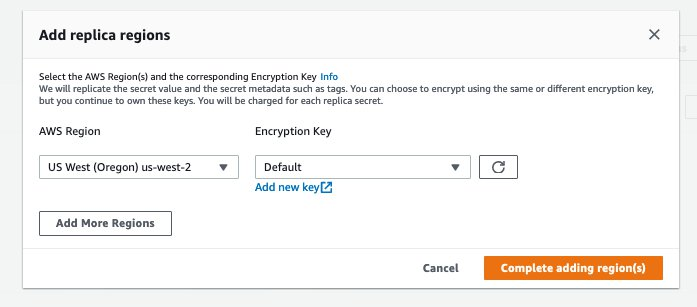 Add replica regions
Select the AWS Region(s) and the corresponding Encryption Key Info
We will replicate the secret value and the secret metadata such as tags. You can choose to encrypt using the same or different encryption key,
but you continue to own these keys. You will be charged for each replica secret.
AWS Region
Encryption Key
US West (Oregon) us-west-2
Default
Add new key
Add More Regions
Cancel
Complete adding region(s)